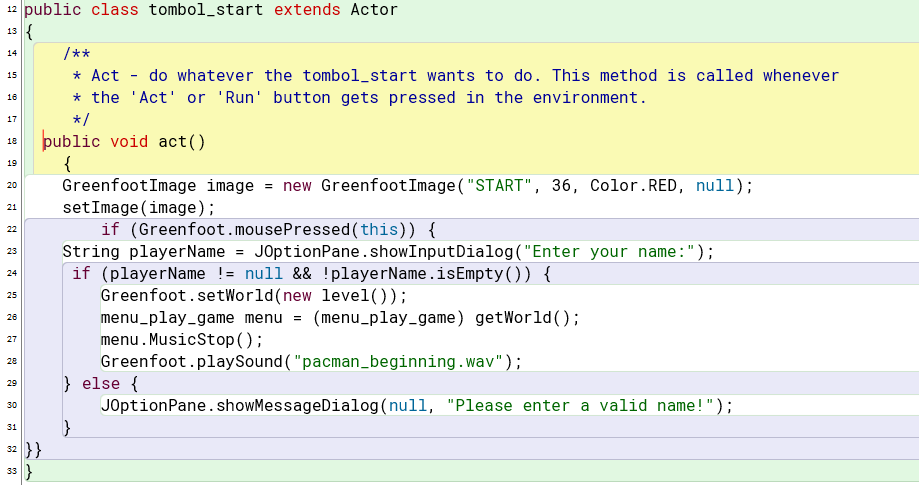 12 public class tombol_start extends Actor
13 {
14 /**
15 * Act - do whatever the tombol_start wants to do. This method is called whenever
16 * the 'Act' or 'Run' button gets pressed in the environment.
17 */
18 public void act()
19 {
20 GreenfootImage image = new GreenfootImage("START", 36, Color.RED, null);
21 setImage(image);
22 if (Greenfoot.mousePressed(this)) {
23 String playerName = JOptionPane.showInputDialog("Enter your name:");
24 if (playerName != null && !playerName.isEmpty()) {
25 Greenfoot.setWorld(new level());
26 menu_play_game menu = (menu_play_game) getWorld();
27 menu.MusicStop();
28 Greenfoot.playSound("pacman_beginning.wav");
29 } else {
30 JOptionPane.showMessageDialog(null, "Please enter a valid name!");
31 }
32 }}
33 }